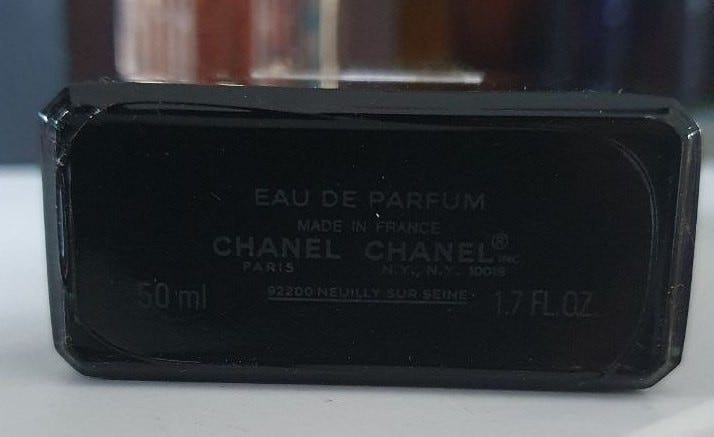 EAU DE PARFUM
MADE IN FRANCE
CHANEL CHANEL® INC.
PARIS N.Y., N.Y. 10019
50 ml 92200 NEUILLY SUR SEINE 1.7 FL.OZ.